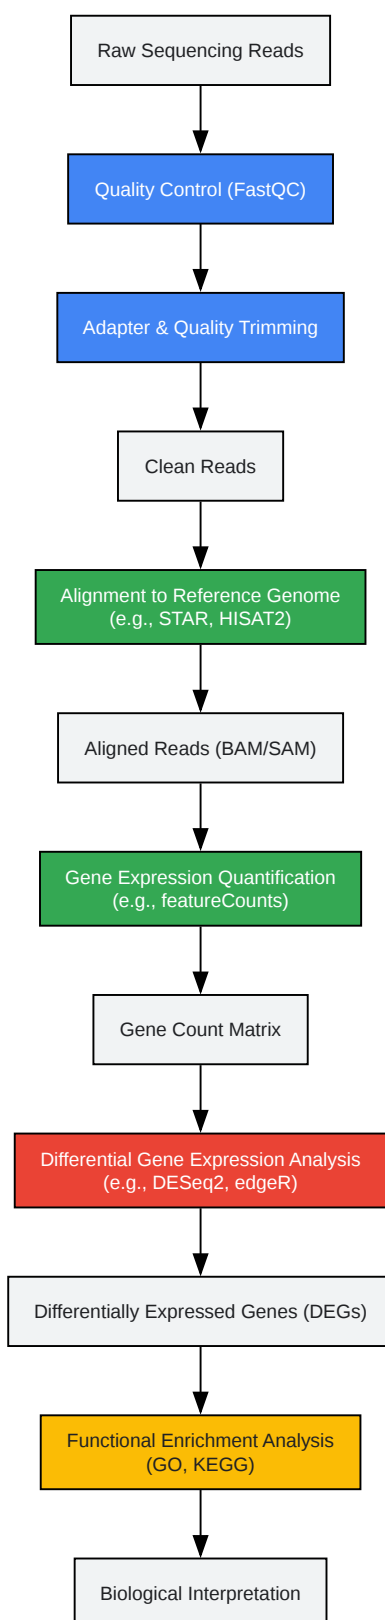 Raw Sequencing Reads
Quality Control (FastQC)
Adapter & Quality Trimming
Clean Reads
Alignment to Reference Genome
(e.g., STAR, HISAT2)
Aligned Reads (BAM/SAM)
Gene Expression Quantification
(e.g., featureCounts)
Gene Count Matrix
Differential Gene Expression Analysis
(e.g., DESeq2, edgeR)
Differentially Expressed Genes (DEGs)
Functional Enrichment Analysis
(GO, KEGG)
Biological Interpretation